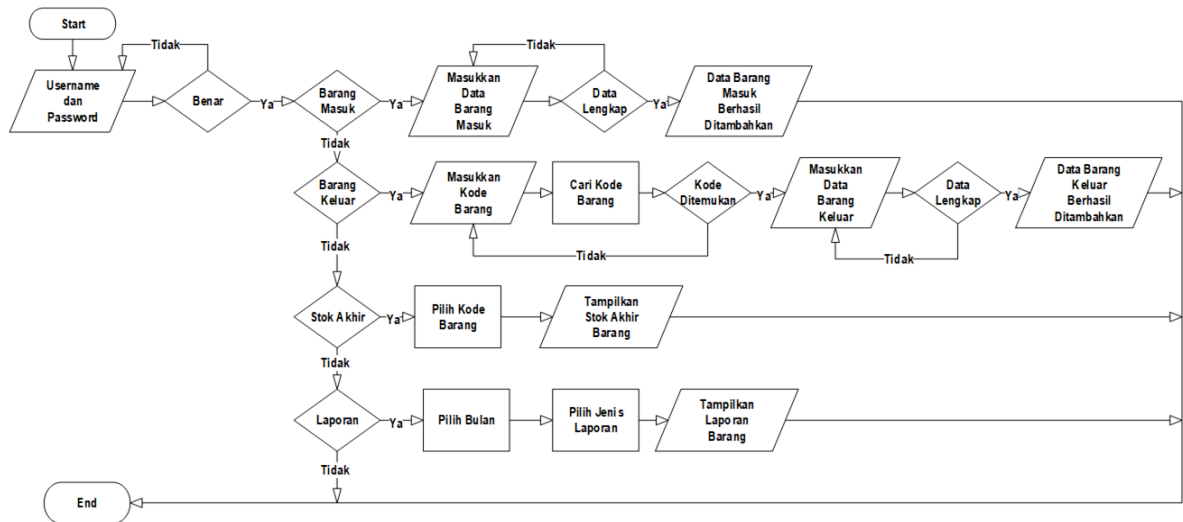 Start
Username
dan
Password
Tidak
Benar
Ya
Barang
Masuk
Ya
Masukkan
Data
Barang
Masuk
Tidak
Data
Lengkap
Ya
Data Barang
Masuk
Berhasil
Ditambahkan
Tidak
Barang
Keluar
Ya
Masukkan
Kode
Barang
Cari Kode
Barang
Kode
Ditemukan
Tidak
Ya
Masukkan
Data
Barang
Keluar
Data
Lengkap
Tidak
Ya
Data Barang
Keluar
Berhasil
Ditambahkan
Tidak
Stok Akhir
Ya
Pilih Kode
Barang
Tampilkan
Stok Akhir
Barang
Tidak
Laporan
Ya
Pilih Bulan
Pilih Jenis
Laporan
Tampilkan
Laporan
Barang
Tidak
End